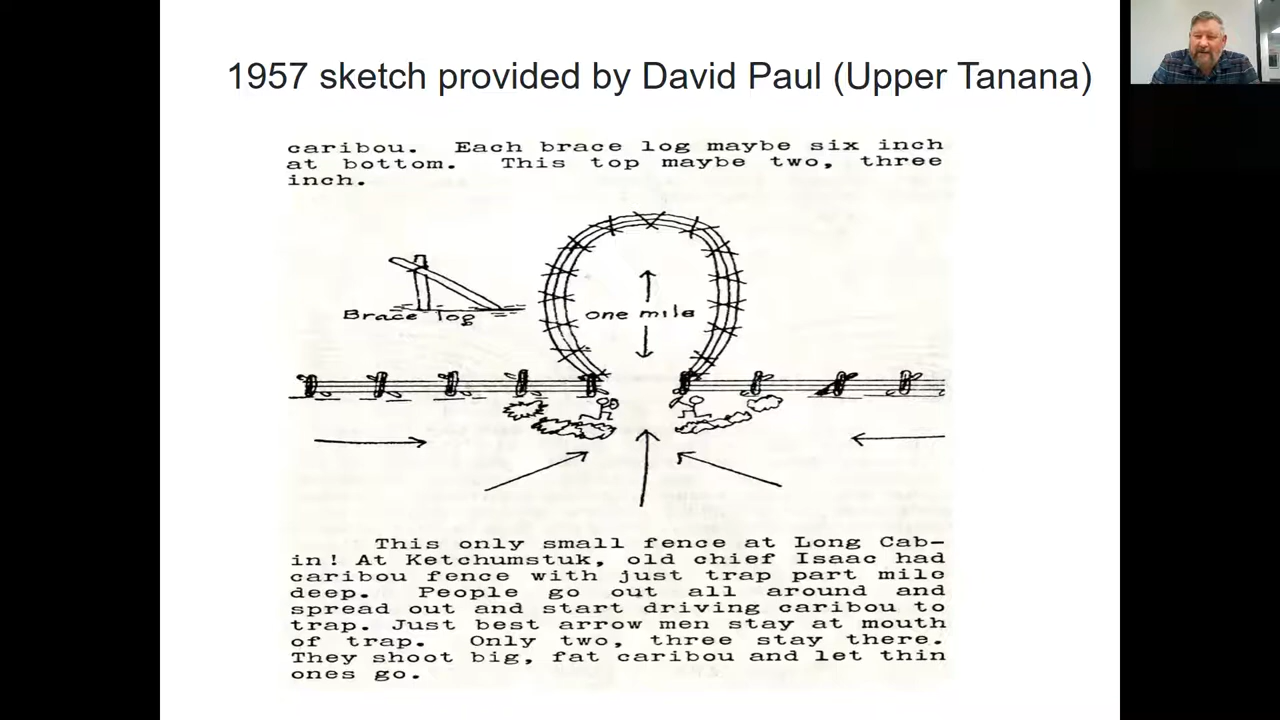 1957 sketch provided by David Paul (Upper Tanana)
caribou. Each brace log maybe six inch
at bottom. This top maybe two, three
inch.
one mile
Brace log
This only small fence at Long Cab-
in! At Ketchumstuk, old chief Isaac had
caribou fence with just trap part mile
deep. People go out all around and
spread out and start driving caribou to
trap. Just best arrow men stay at mouth
of trap. Only two, three stay there.
They shoot big, fat caribou and let thin
ones go.